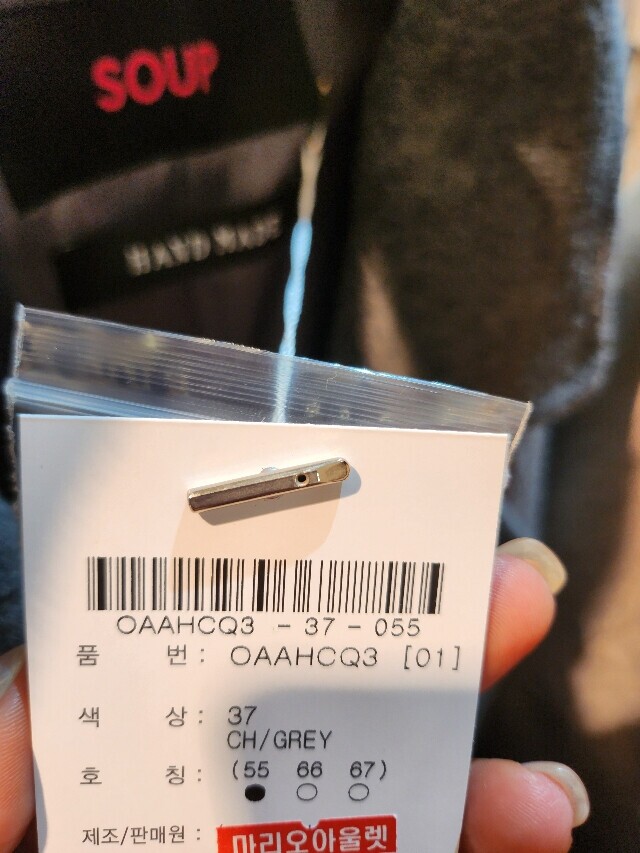 SOUP
HAND MADE
OAAHCQ3 - 37 - 055
품 번 : OAAHCQ3 [01]
색 상 : 37
CH/GREY
호 칭 : (55 66 67)
제조/판매원 : 마리오아울렛